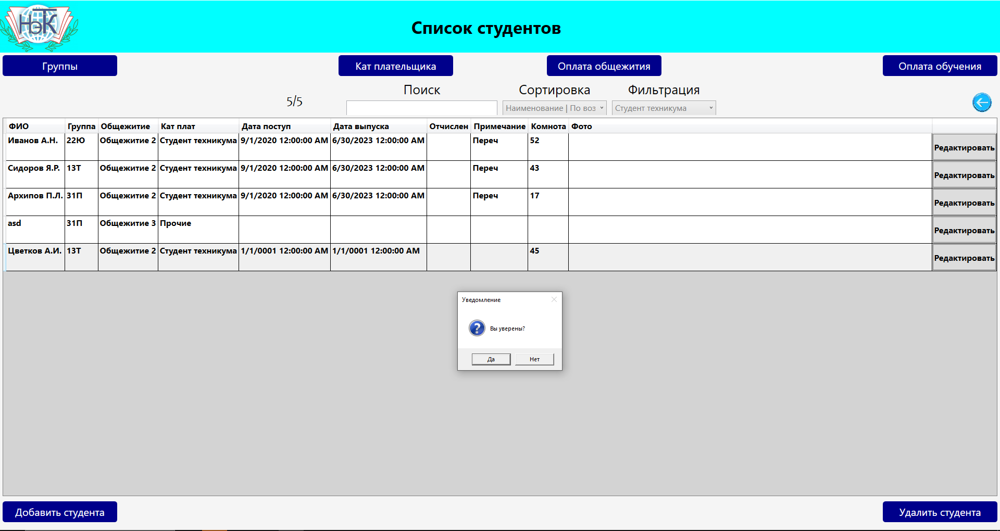 НэТК
Список студентов
Группы
Кат плательщика
Оплата общежития
Оплата обучения
5/5
Поиск
Сортировка
Фильтрация
Наименование | По воз
Студент техникума
ФИО Группа Общежитие Кат плат Дата поступ Дата выпуска Отчислен Примечание Комнота Фото
Иванов А.Н. 22Ю Общежитие 2 Студент техникума 9/1/2020 12:00:00 AM 6/30/2023 12:00:00 AM Переч 52 Редактировать
Сидоров Я.Р. 13Т Общежитие 2 Студент техникума 9/1/2020 12:00:00 AM 6/30/2023 12:00:00 AM Переч 43 Редактировать
Архипов П.Л. 31П Общежитие 2 Студент техникума 9/1/2020 12:00:00 AM 6/30/2023 12:00:00 AM Переч 17 Редактировать
asd 31П Общежитие 3 Прочие Редактировать
Цветков А.И. 13Т Общежитие 2 Студент техникума 1/1/0001 12:00:00 AM 1/1/0001 12:00:00 AM 45 Редактировать
Уведомление
Вы уверены?
Да
Нет
Добавить студента
Удалить студента